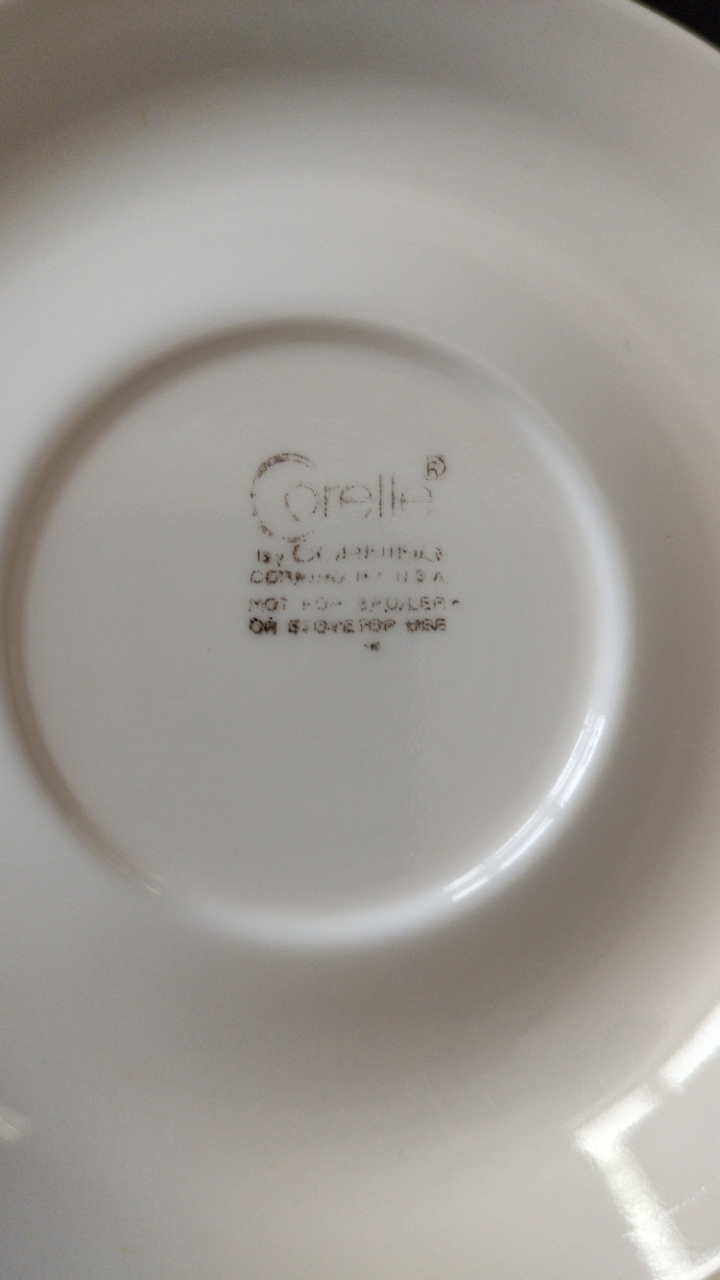 Corelle®
by CORNING
CORNING NY U.S.A.
NOT FOR BROILER
OR STOVETOP USE